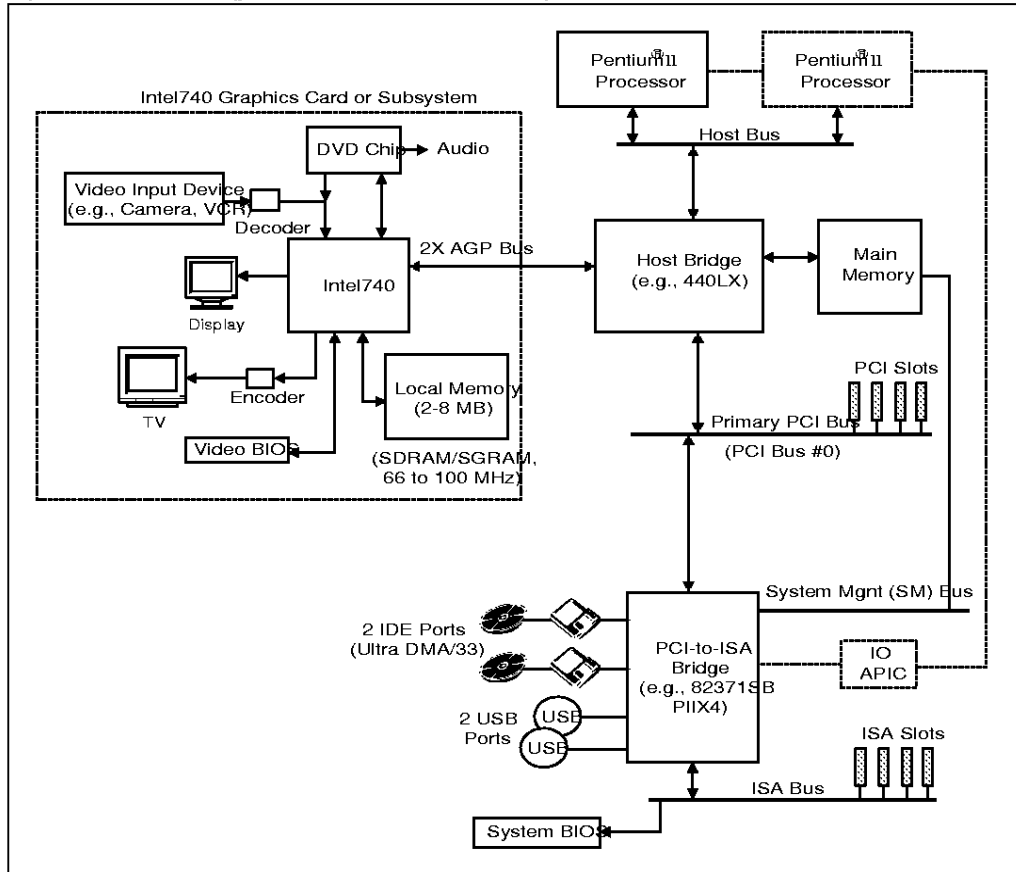 Pentium® II
Processor
Pentium® II
Processor
Intel740 Graphics Card or Subsystem
Host Bus
DVD Chip
Audio
Video Input Device
(e.g., Camera, VCR)
Decoder
2X AGP Bus
Intel740
Host Bridge
(e.g., 440LX)
Main
Memory
Display
PCI Slots
Local Memory
(2-8 MB)
Encoder
TV
Primary PCI Bus
(PCI Bus #0)
Video BIOS
(SDRAM/SGRAM,
66 to 100 MHz)
System Mgnt (SM) Bus
2 IDE Ports
(Ultra DMA/33)
PCI-to-ISA
Bridge
(e.g., 82371SB
PIIX4)
IO
APIC
2 USB
Ports
USB
USB
ISA Slots
ISA Bus
System BIOS